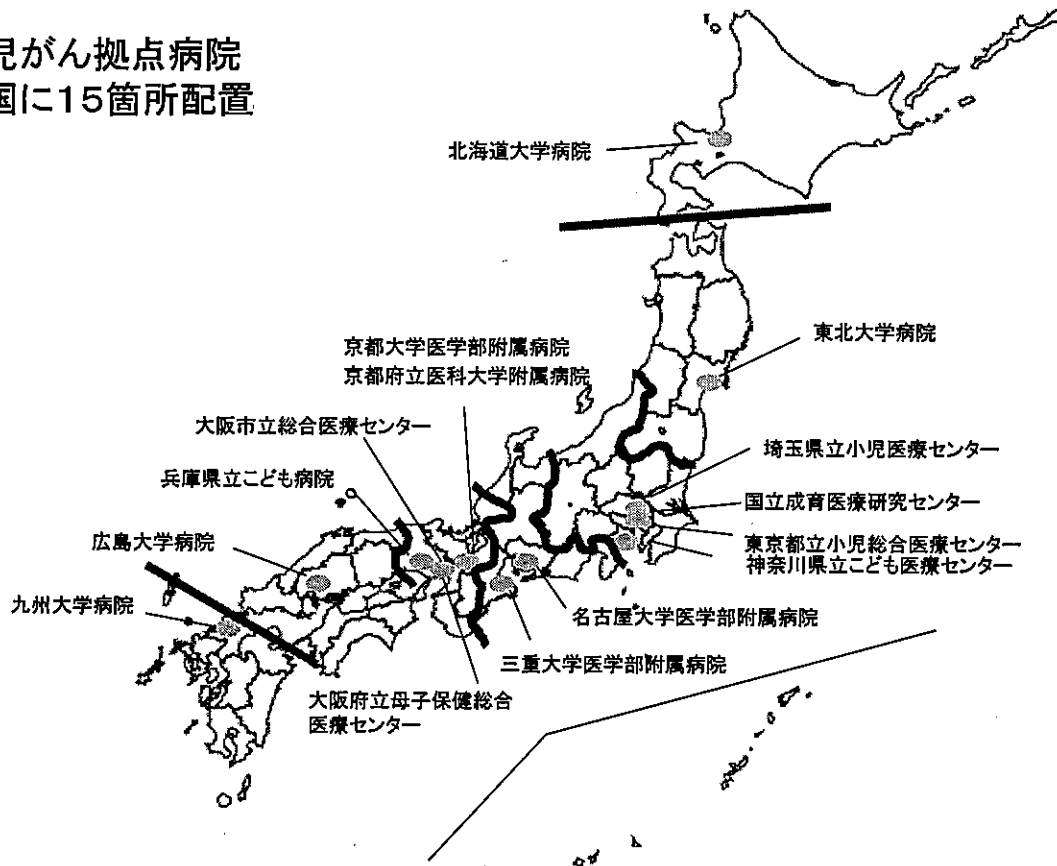 児がん拠点病院
国に15箇所配置
北海道大学病院
東北大学病院
京都大学医学部附属病院
京都府立医科大学附属病院
大阪市立総合医療センター
兵庫県立こども病院
広島大学病院
九州大学病院
埼玉県立小児医療センター
国立成育医療研究センター
東京都立小児総合医療センター
神奈川県立こども医療センター
名古屋大学医学部附属病院
三重大学医学部附属病院
大阪府立母子保健総合
医療センター